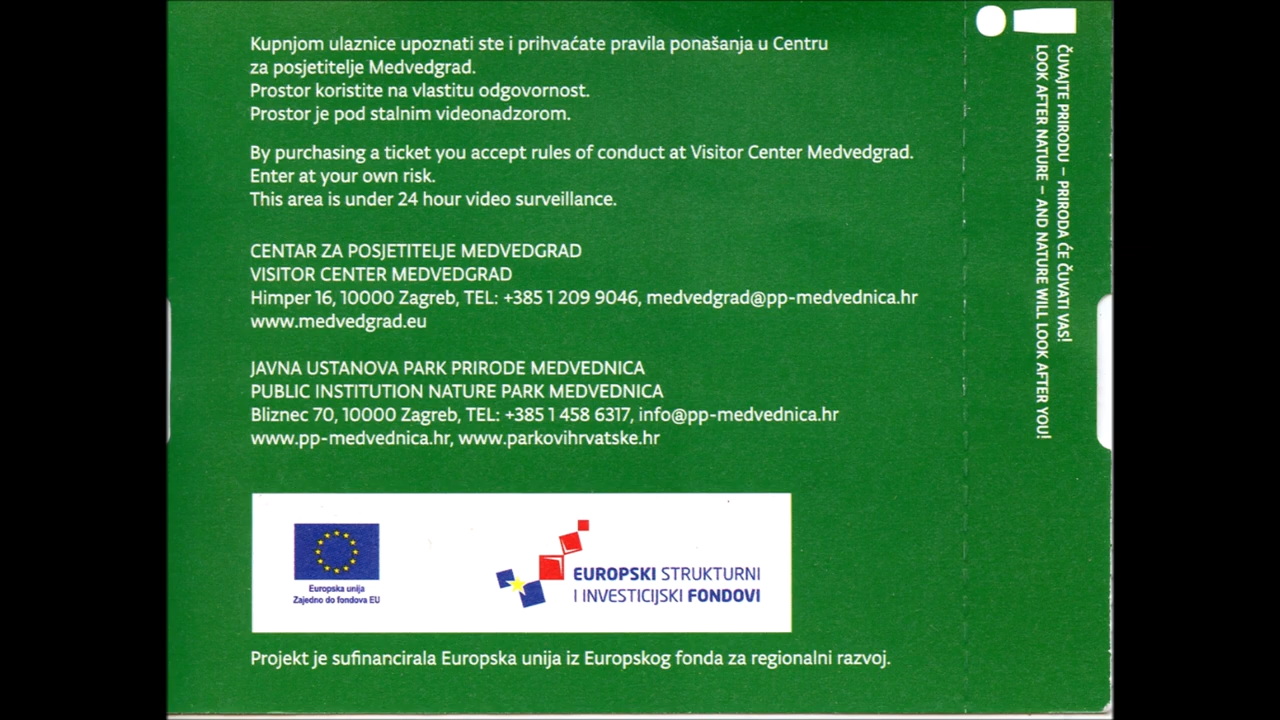 Kupnjom ulaznice upoznati ste i prihvaćate pravila ponašanja u Centru
za posjetitelje Medvedgrad.
Prostor koristite na vlastitu odgovornost.
Prostor je pod stalnim videonadzorom.
By purchasing a ticket you accept rules of conduct at Visitor Center Medvedgrad.
Enter at your own risk.
This area is under 24 hour video surveillance.
CENTAR ZA POSJETITELJE MEDVEDGRAD
VISITOR CENTER MEDVEDGRAD
Himper 16, 10000 Zagreb, TEL: +385 1 209 9046, medvedgrad@pp-medvednica.hr
www.medvedgrad.eu
JAVNA USTANOVA PARK PRIRODE MEDVEDNICA
PUBLIC INSTITUTION NATURE PARK MEDVEDNICA
Bliznec 70, 10000 Zagreb, TEL: +385 1 458 6317, info@pp-medvednica.hr
www.pp-medvednica.hr, www.parkovihrvatske.hr
Europska unija
Zajedno do fondova EU
EUROPSKI STRUKTURNI
I INVESTICIJSKI FONDOVI
Projekt je sufinancirala Europska unija iz Europskog fonda za regionalni razvoj.
!
ČUVAJTE PRIRODU – PRIRODA ĆE ČUVATI VAS!
LOOK AFTER NATURE – AND NATURE WILL LOOK AFTER YOU!